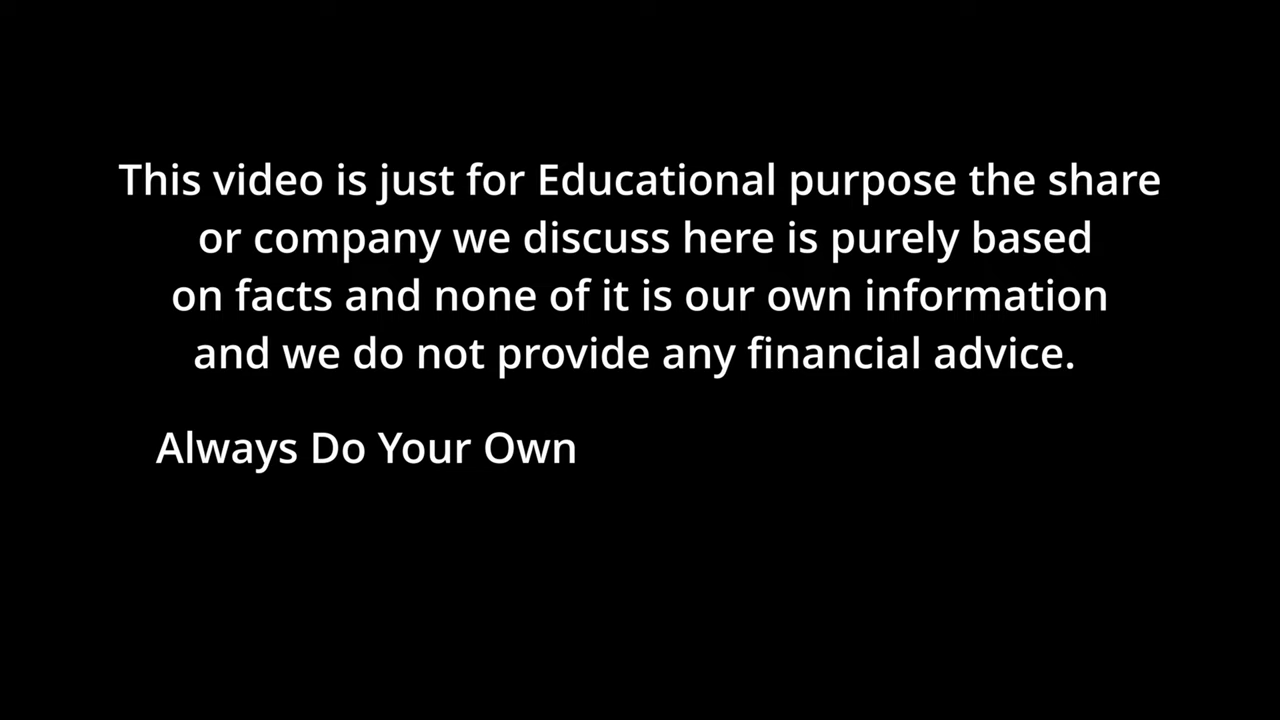 This video is just for Educational purpose the share
or company we discuss here is purely based
on facts and none of it is our own information
and we do not provide any financial advice.
Always Do Your Own